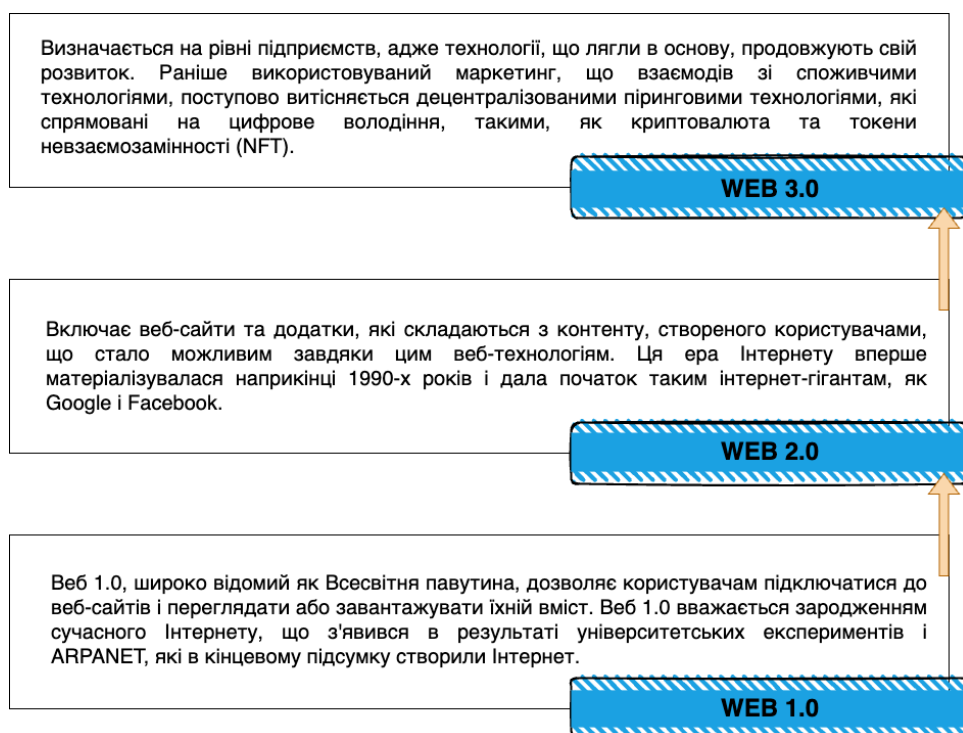 Визначається на рівні підприємств, адже технології, що лягли в основу, продовжують свій
розвиток. Раніше використовуваний маркетинг, що взаємодів зі споживчими
технологіями, поступово витісняється децентралізованими піринговими технологіями, які
спрямовані на цифрове володіння, такими, як криптовалюта та токени
невзаємозамінності (NFT).
WEB 3.0
Включає веб-сайти та додатки, які складаються з контенту, створеного користувачами,
що стало можливим завдяки цим веб-технологіям. Ця ера Інтернету вперше
матеріалізувалася наприкінці 1990-х років і дала початок таким інтернет-гігантам, як
Google і Facebook.
WEB 2.0
Веб 1.0, широко відомий як Всесвітня павутина, дозволяє користувачам підключатися до
веб-сайтів і переглядати або завантажувати їхній вміст. Веб 1.0 вважається зародженням
сучасного Інтернету, що з'явився в результаті університетських експериментів і
ARPANET, які в кінцевому підсумку створили Інтернет.
WEB 1.0